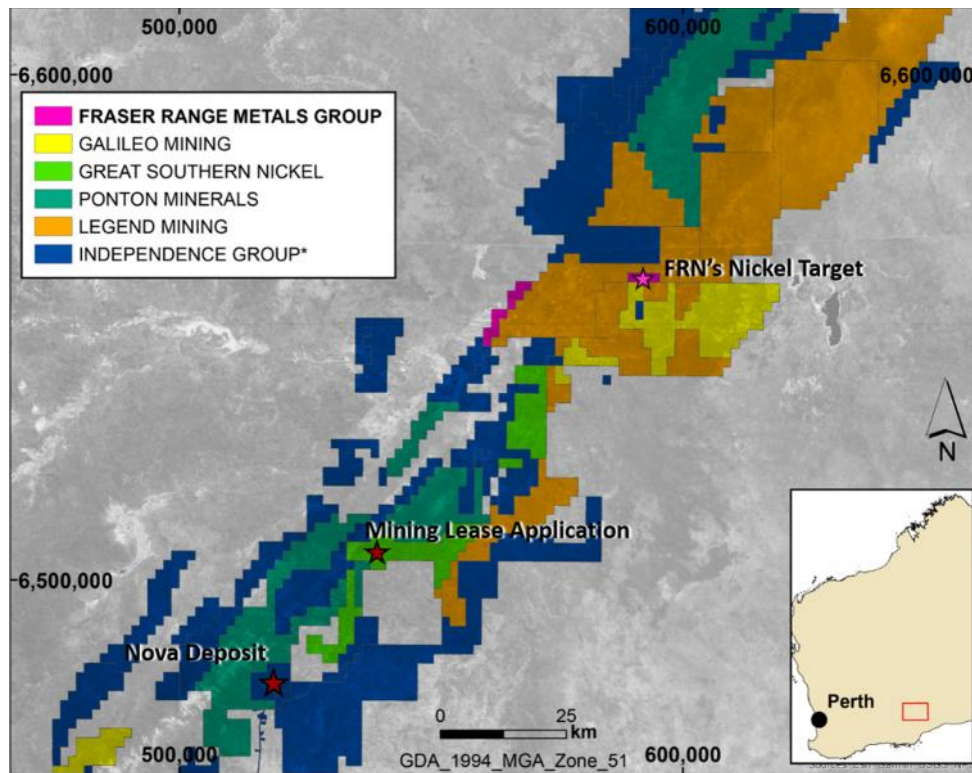 500,000
600,000
6,600,000
6,600,000
FRASER RANGE METALS GROUP
GALILEO MINING
GREAT SOUTHERN NICKEL
PONTON MINERALS
LEGEND MINING
INDEPENDENCE GROUP*
FRN's Nickel Target
N
Mining Lease Application
6,500,000
Nova Deposit
Perth
0 25
km
500,000
600,000
GDA_1994_MGA_Zone_51